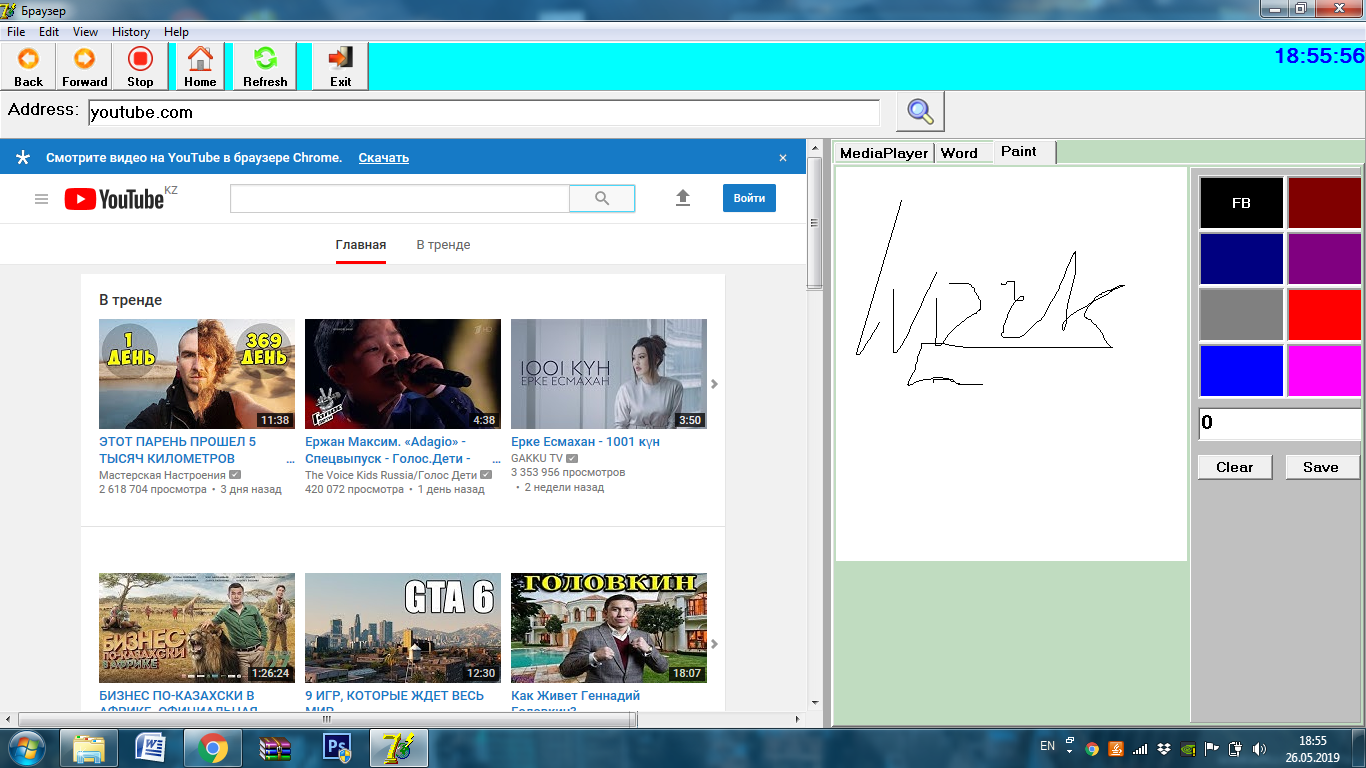 Браузер
File Edit View History Help
Back Forward Stop Home Refresh Exit 18:55:56
Address: youtube.com
Смотрите видео на YouTube в браузере Chrome. Скачать ×
YouTube KZ Войти
Главная В тренде
В тренде
1 ДЕНЬ 369 ДЕНЬ 11:38
ЭТОТ ПАРЕНЬ ПРОШЕЛ 5 ТЫСЯЧ КИЛОМЕТРОВ ...
Мастерская Настроения
2 618 704 просмотра • 3 дня назад
ГОЛОС ДЕТИ 4:38
Ержан Максим. «Adagio» - Спецвыпуск - Голос.Дети - ...
The Voice Kids Russia/Голос Дети
420 072 просмотра • 1 день назад
1001 КҮН
ЕРКЕ ЕСМАХАН 3:50
Ерке Есмахан - 1001 күн
GAKKU TV
3 353 956 просмотров
• 2 недели назад
БИЗНЕС
ПО-КАЗАХСКИ
В АФРИКЕ 1:26:24
БИЗНЕС ПО-КАЗАХСКИ В
АФРИКЕ. ОФИЦИАЛЬНАЯ
GTA 6 12:30
9 ИГР, КОТОРЫЕ ЖДЕТ ВЕСЬ
МИР
ГОЛОВКИН 18:07
Как Живет Геннадий
Головкин?
MediaPlayer Word Paint
FB
0
Clear Save
EN 18:55
26.05.2019